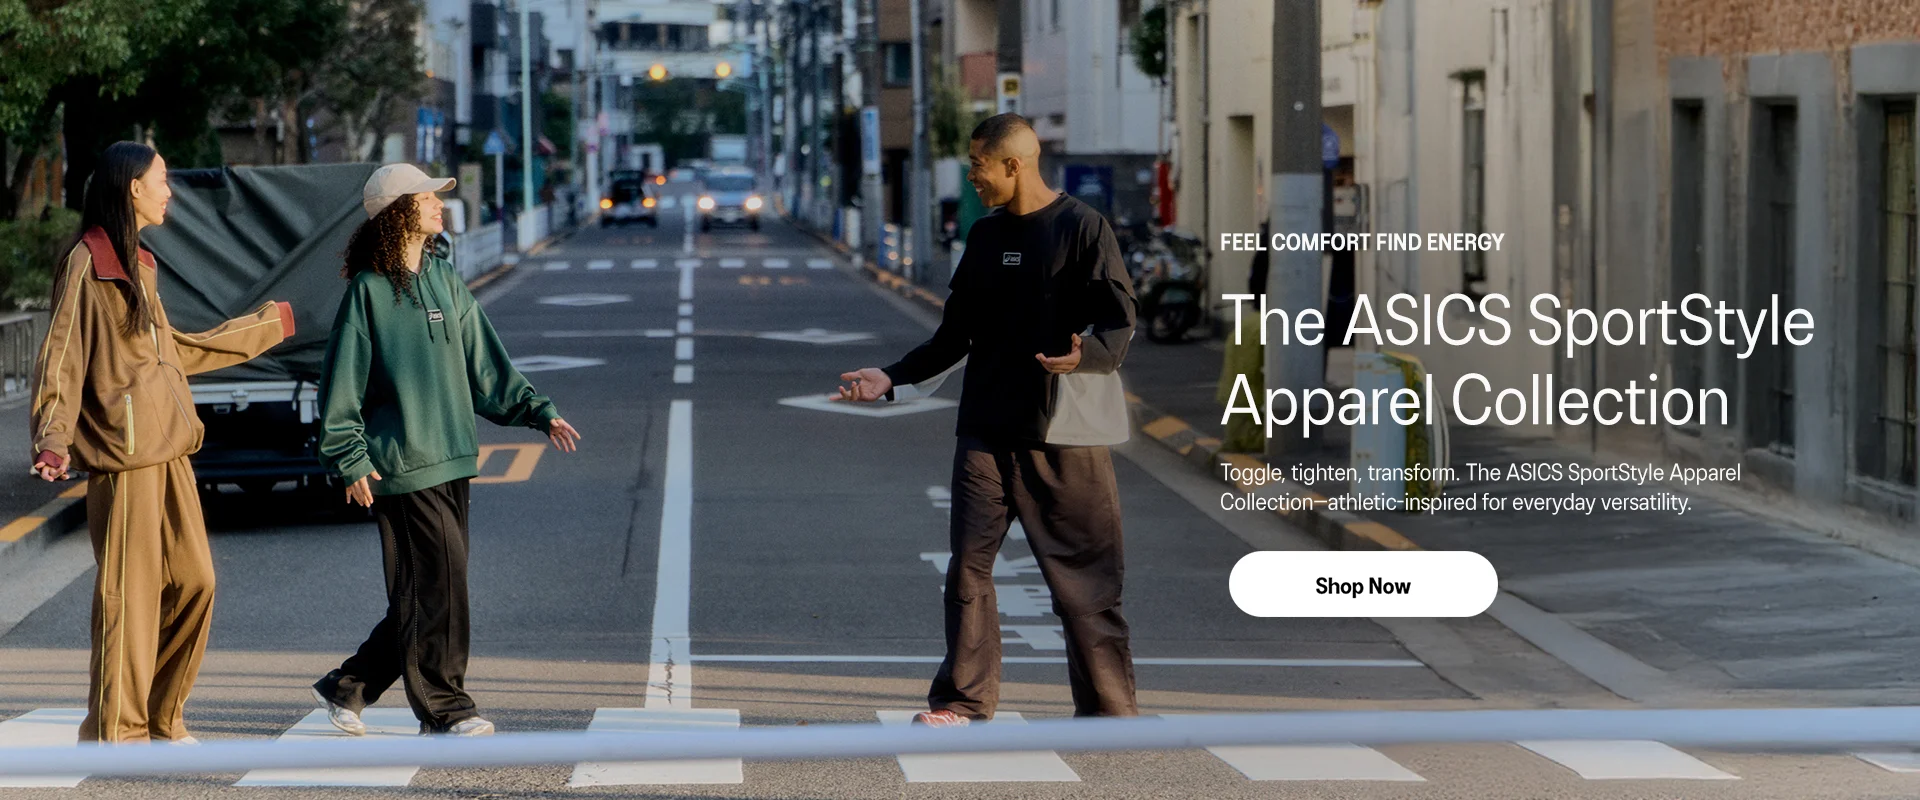 FEEL COMFORT FIND ENERGY
The ASICS SportStyle
Apparel Collection
Toggle, tighten, transform. The ASICS SportStyle Apparel
Collection—athletic-inspired for everyday versatility.
Shop Now